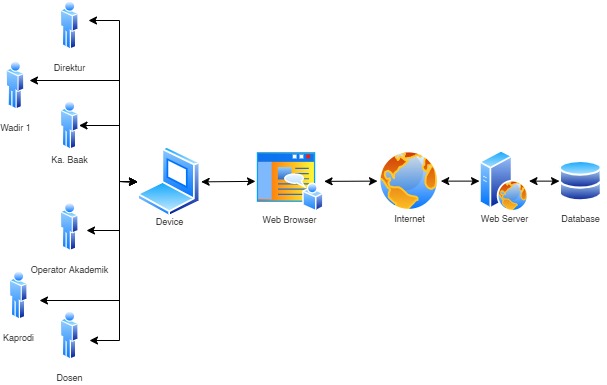 Direktur
Wadir 1
Ka. Baak
Device
Web Browser
Internet
Web Server
Database
Operator Akademik
Kaprodi
Dosen